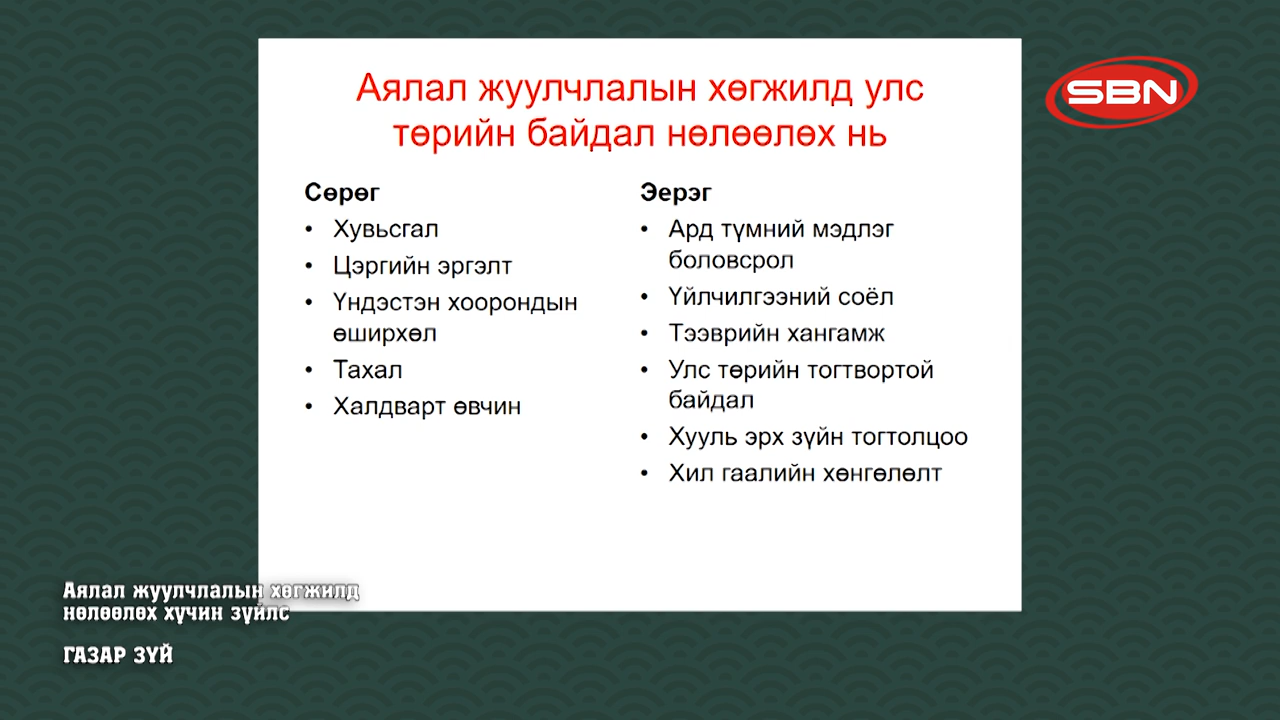 Аялал жуулчлалын хөгжилд улс
төрийн байдал нөлөөлөх нь
SBN
Сөрөг
• Хувьсгал
• Цэргийн эргэлт
• Үндэстэн хоорондын
өширхөл
• Тахал
• Халдварт өвчин
Эерэг
• Ард түмний мэдлэг
боловсрол
• Үйлчилгээний соёл
• Тээврийн хангамж
• Улс төрийн тогтвортой
байдал
• Хууль эрх зүйн тогтолцоо
• Хил гаалийн хөнгөлөлт
Аялал жуулчлалын хөгжилд
нөлөөлөх хүчин зүйлс
ГАЗАР ЗҮЙ